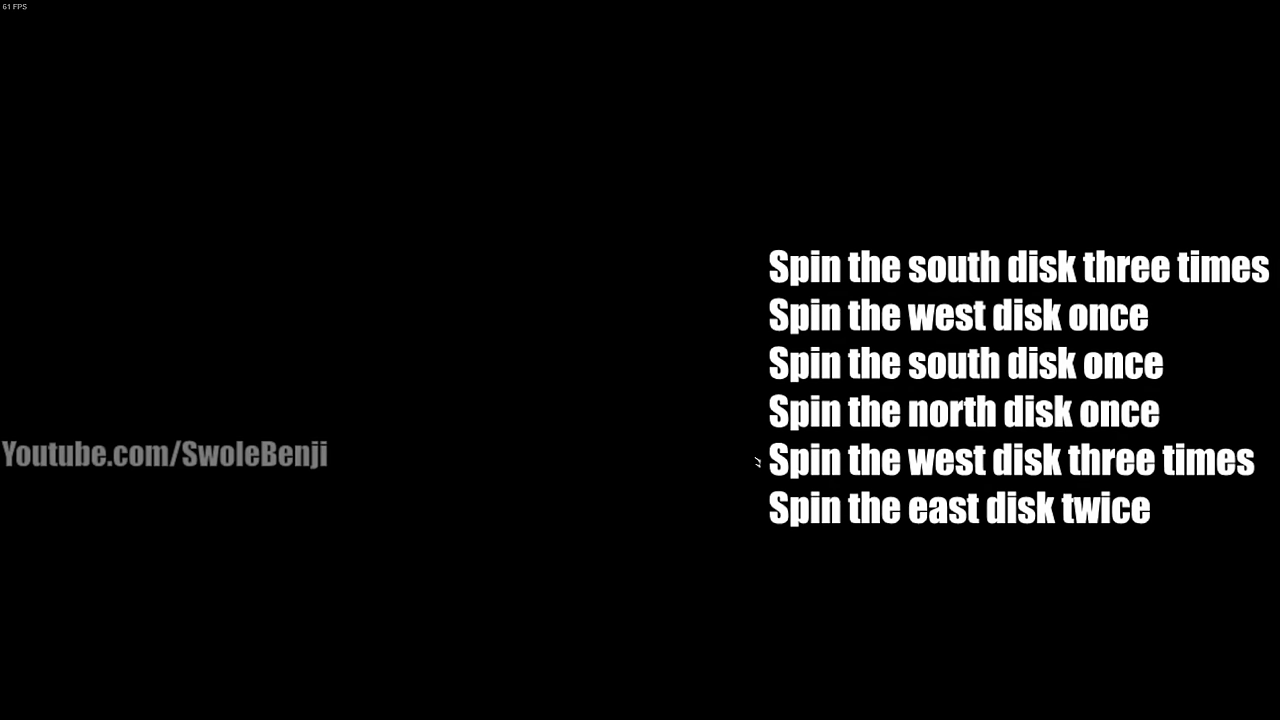 61 FPS
Spin the south disk three times
Spin the west disk once
Spin the south disk once
Spin the north disk once
Youtube.com/SwoleBenji
Spin the west disk three times
Spin the east disk twice